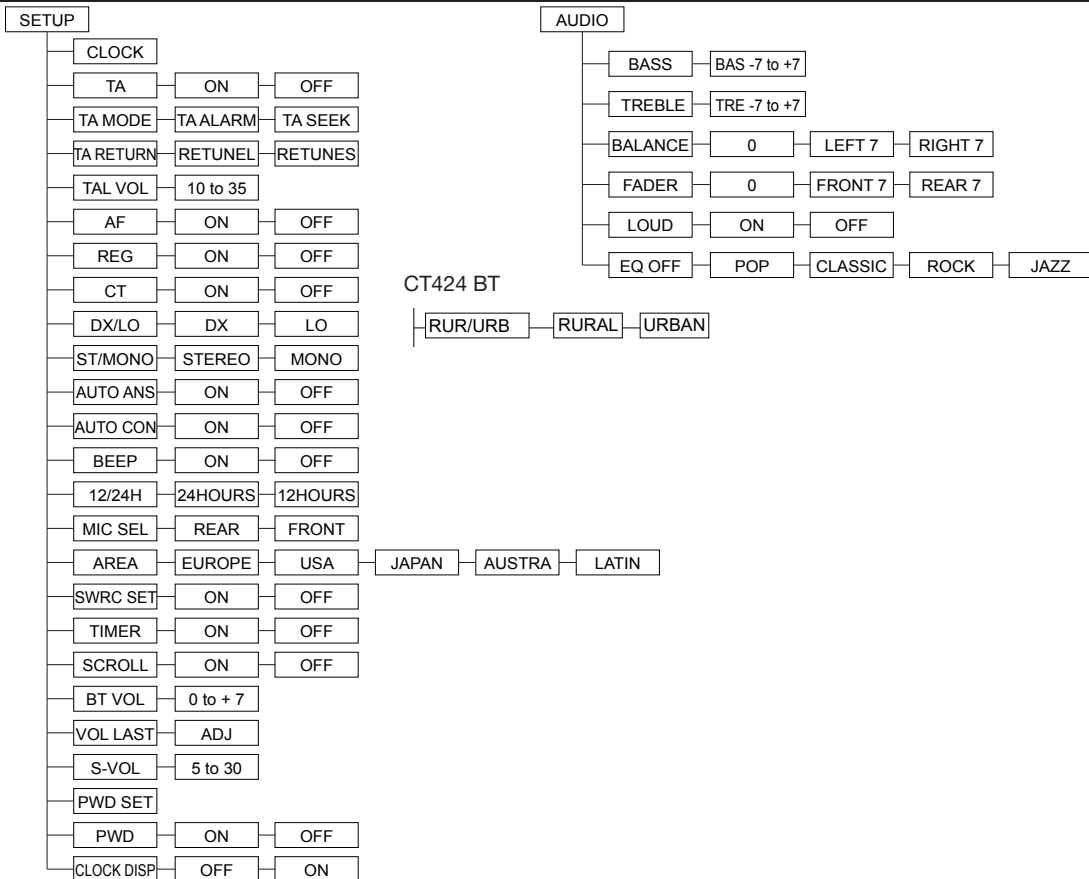 SETUP
CLOCK
TA ON OFF
TA MODE TA ALARM TA SEEK
TA RETURN RETUNEL RETUNES
TAL VOL 10 to 35
AF ON OFF
REG ON OFF
CT ON OFF
DX/LO DX LO
ST/MONO STEREO MONO
AUTO ANS ON OFF
AUTO CON ON OFF
BEEP ON OFF
12/24H 24HOURS 12HOURS
MIC SEL REAR FRONT
AREA EUROPE USA JAPAN AUSTRA LATIN
SWRC SET ON OFF
TIMER ON OFF
SCROLL ON OFF
BT VOL 0 to + 7
VOL LAST ADJ
S-VOL 5 to 30
PWD SET
PWD ON OFF
CLOCK DISP OFF ON
AUDIO
BASS BAS -7 to +7
TREBLE TRE -7 to +7
BALANCE 0 LEFT 7 RIGHT 7
FADER 0 FRONT 7 REAR 7
LOUD ON OFF
EQ OFF POP CLASSIC ROCK JAZZ
CT424 BT
RUR/URB RURAL URBAN